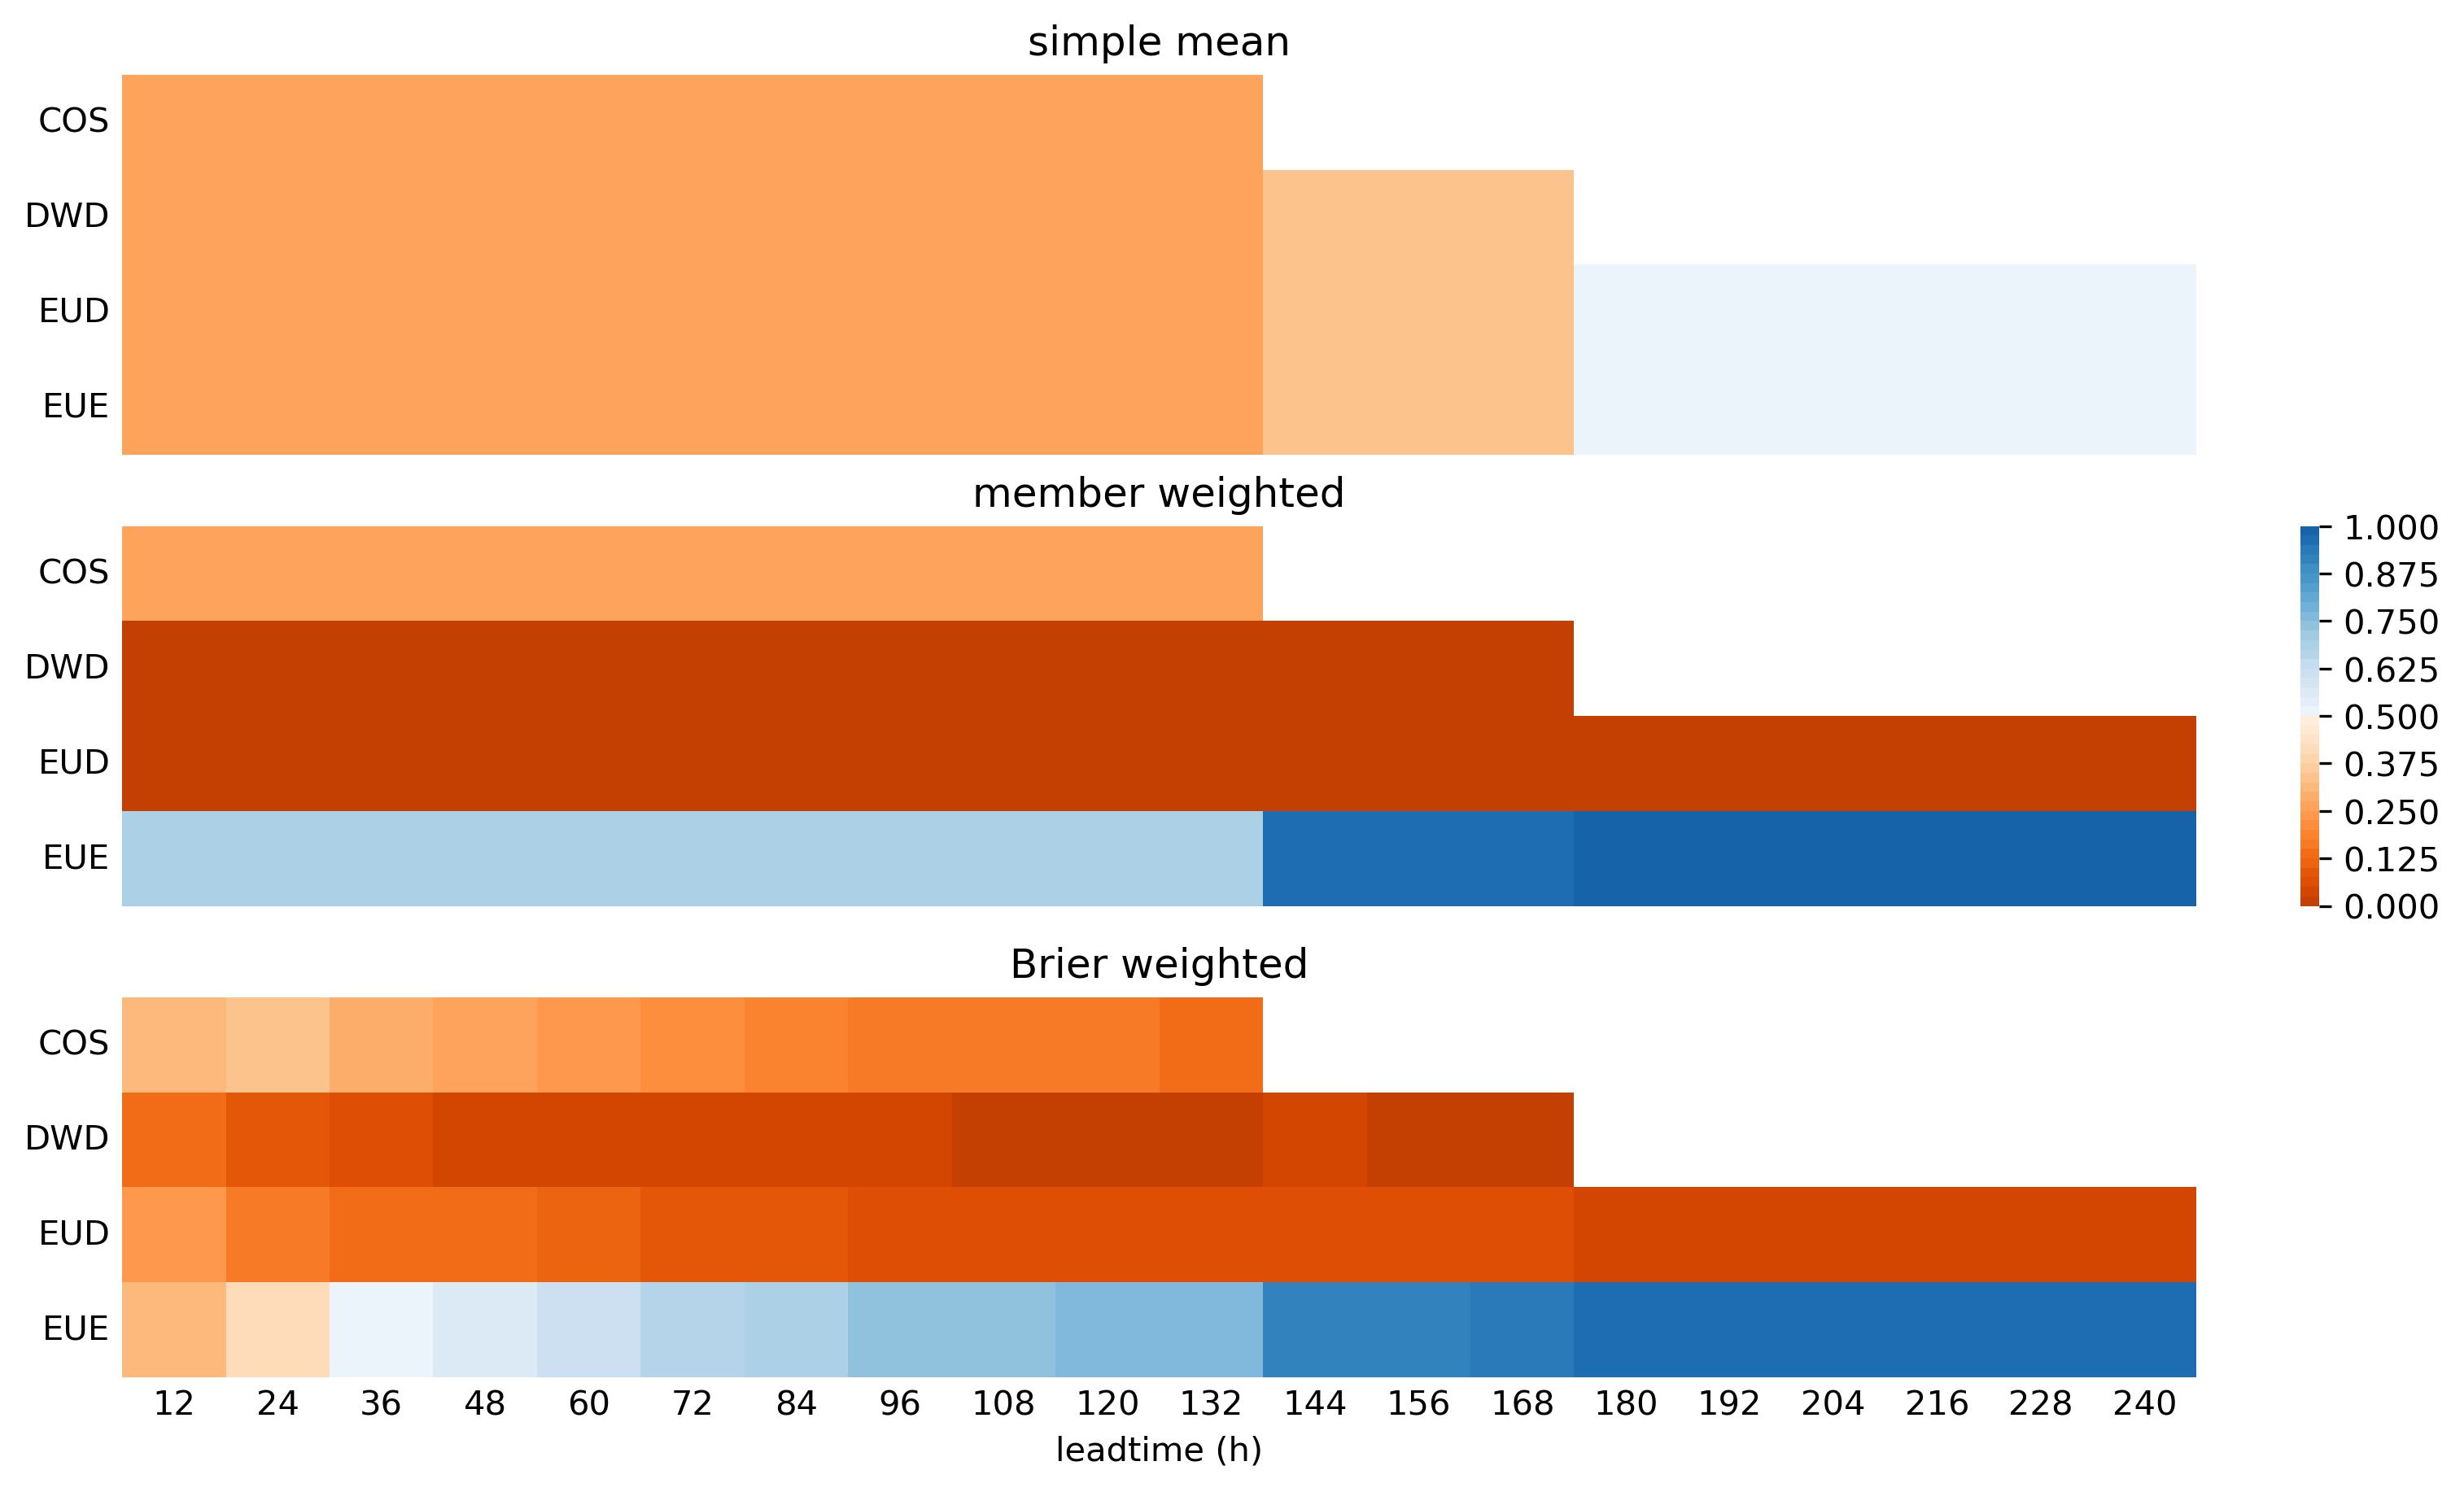 simple mean
COS
DWD
EUD
EUE
member weighted
COS
DWD
EUD
EUE
1.000
0.875
0.750
0.625
0.500
0.375
0.250
0.125
0.000
Brier weighted
COS
DWD
EUD
EUE
12 24 36 48 60 72 84 96 108 120 132 144 156 168 180 192 204 216 228 240
leadtime (h)